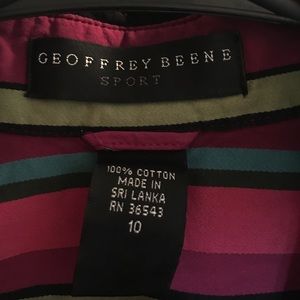 GEOFFREY BEENE
SPORT
100% COTTON
MADE IN
SRI LANKA
RN 36543
10